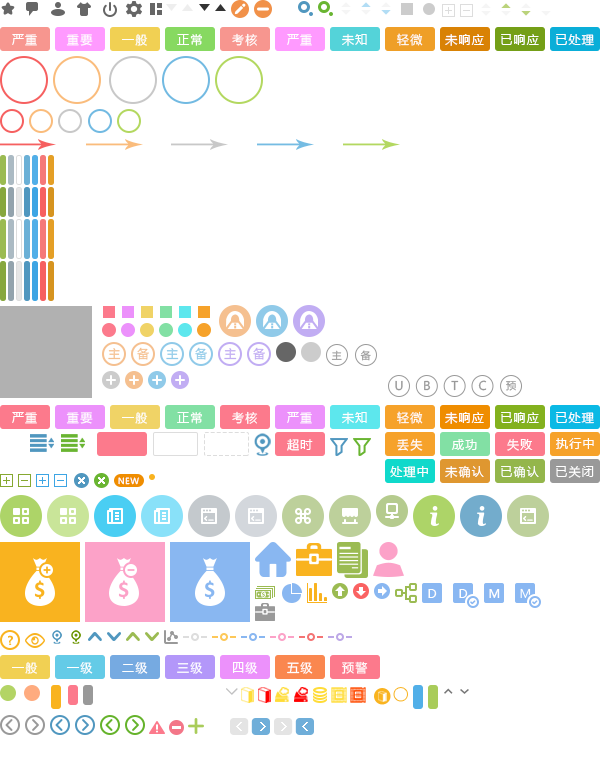 严重 重要 一般 正常 考核 严重 未知 轻微 未响应 已响应 已处理
主 备 主 备 主 备 主 备
U B T C 预
严重 重要 一般 正常 考核 严重 未知 轻微 未响应 已响应 已处理
超时 丢失 成功 失败 执行中
处理中 未确认 已确认 已关闭
NEW
i i
$ $ $
D D M M
?
一般 一级 二级 三级 四级 五级 预警